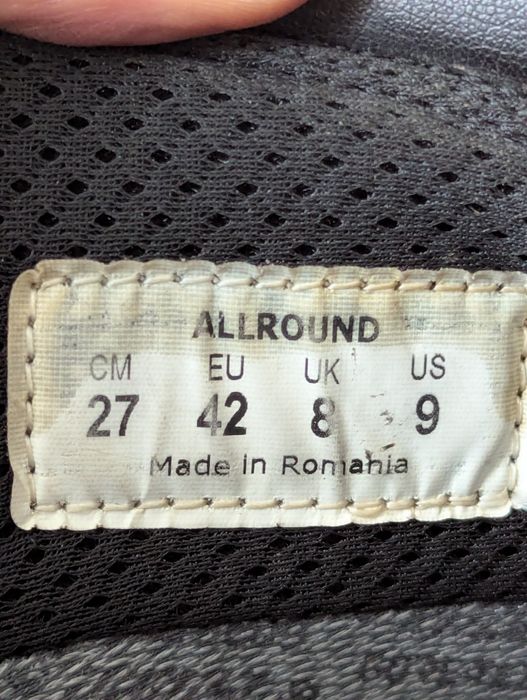 ALLROUND
CM EU UK US
27 42 8 9
Made in Romania